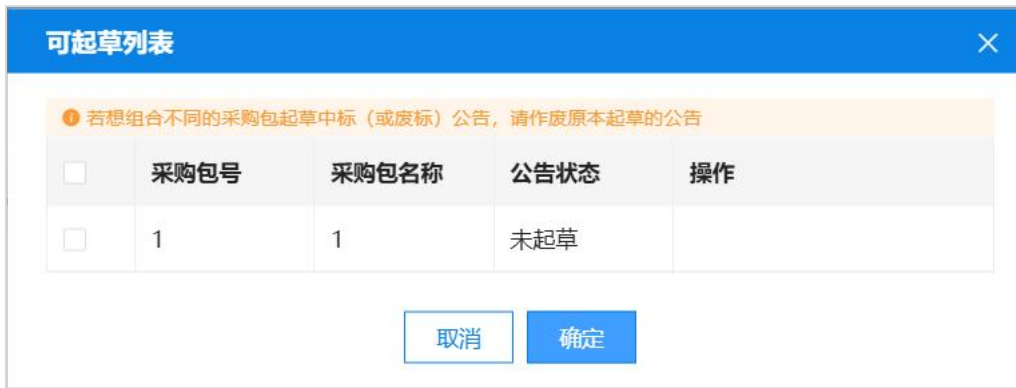 可起草列表
若想组合不同的采购包起草中标（或废标）公告，请作废原本起草的公告
采购包号 采购包名称 公告状态 操作
1 1 未起草
取消 确定